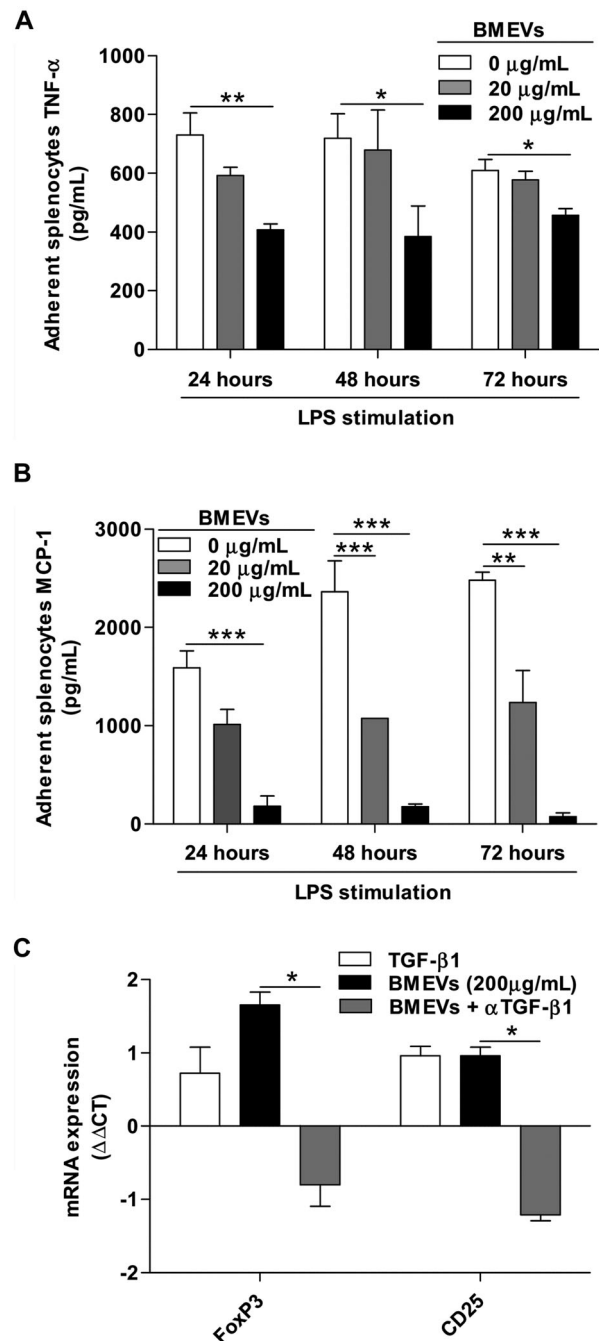 A
BMEVs
0 µg/mL
20 µg/mL
200 µg/mL
Adherent splenocytes TNF-α
(pg/mL)
1000
800
600
400
200
0
**
*
*
24 hours
48 hours
72 hours
LPS stimulation
B
BMEVs
0 µg/mL
20 µg/mL
200 µg/mL
Adherent splenocytes MCP-1
(pg/mL)
3000
2000
1000
0
***
***
***
***
**
24 hours
48 hours
72 hours
LPS stimulation
C
TGF-β1
BMEVs (200µg/mL)
BMEVs + αTGF-β1
mRNA expression
(ΔΔCT)
2
1
0
-1
-2
*
*
FoxP3
CD25